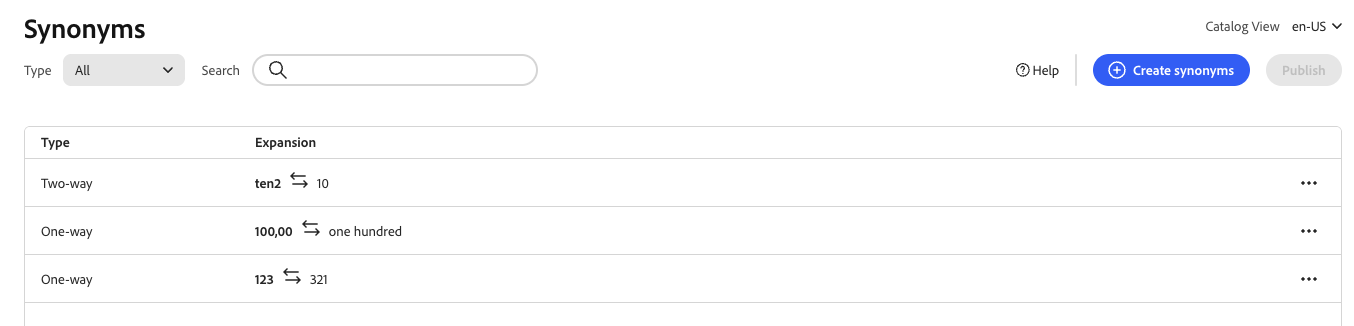 Synonyms
Catalog View en-US
Type All Search
Help Create synonyms Publish
Type Expansion
Two-way ten2 10
One-way 100,00 one hundred
One-way 123 321